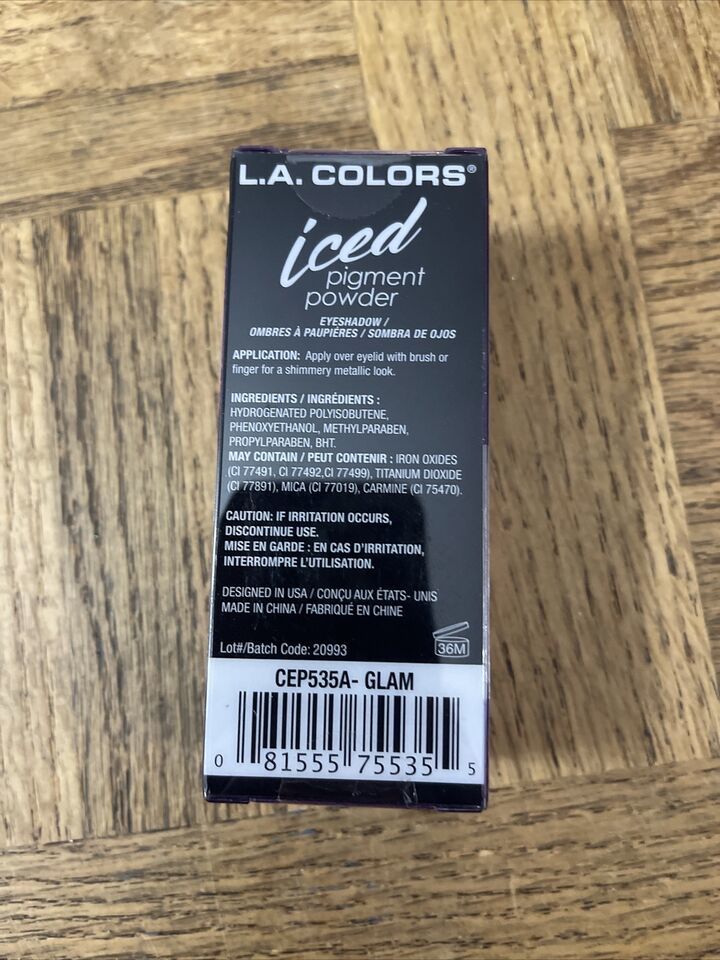 L.A. COLORS®
iced
pigment
powder
EYESHADOW /
OMBRES À PAUPIÉRES / SOMBRA DE OJOS
APPLICATION: Apply over eyelid with brush or
finger for a shimmery metallic look.
INGREDIENTS / INGRÉDIENTS :
HYDROGENATED POLYISOBUTENE,
PHENOXYETHANOL, METHYLPARABEN,
PROPYLPARABEN, BHT.
MAY CONTAIN / PEUT CONTENIR : IRON OXIDES
(CI 77491, CI 77492,CI 77499), TITANIUM DIOXIDE
(CI 77891), MICA (CI 77019), CARMINE (CI 75470).
CAUTION: IF IRRITATION OCCURS,
DISCONTINUE USE.
MISE EN GARDE : EN CAS D'IRRITATION,
INTERROMPRE L'UTILISATION.
DESIGNED IN USA / CONÇU AUX ÉTATS- UNIS
MADE IN CHINA / FABRIQUÉ EN CHINE
Lot#/Batch Code: 20993
36M
CEP535A- GLAM
0 81555 75535 5